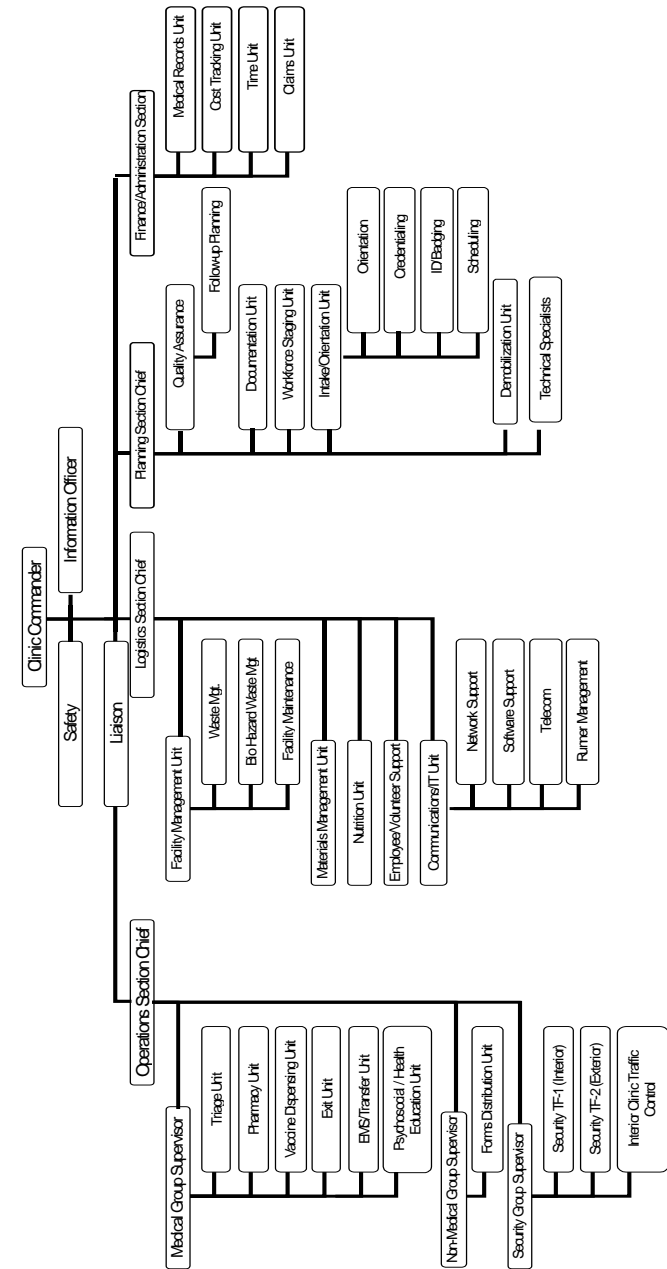 Clinic Commander
Safety
Information Officer
Liaison
Operations Section Chief
Logistics Section Chief
Planning Section Chief
Finance/Administration Section
Medical Group Supervisor
Triage Unit
Pharmacy Unit
Vaccine Dispensing Unit
Exit Unit
EMS/Transfer Unit
Psychosocial / Health
Education Unit
Non-Medical Group Supervisor
Forms Distribution Unit
Security Group Supervisor
Security TF-1 (Interior)
Security TF-2 (Exterior)
Interior Clinic Traffic
Control
Facility Management Unit
Waste Mgt.
Bio Hazard Waste Mgt
Facility Maintenance
Materials Management Unit
Nutrition Unit
Employee/Volunteer Support
Communications/IT Unit
Network Support
Software Support
Telecom
Runner Management
Quality Assurance
Follow-up Planning
Documentation Unit
Workforce Staging Unit
Intake/Orientation Unit
Orientation
Credentialing
ID/Badging
Scheduling
Demobilization Unit
Technical Specialists
Medical Records Unit
Cost Tracking Unit
Time Unit
Claims Unit